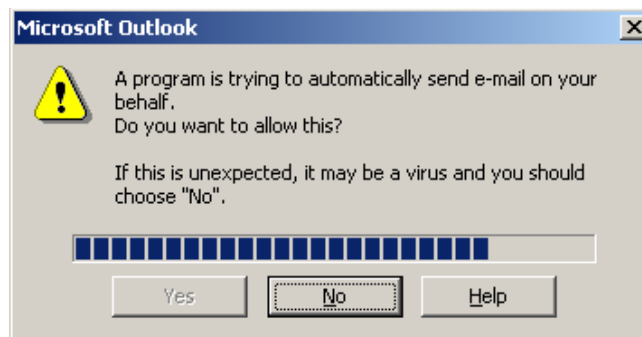 Microsoft Outlook
A program is trying to automatically send e-mail on your
behalf.
Do you want to allow this?
If this is unexpected, it may be a virus and you should
choose "No".
Yes No Help